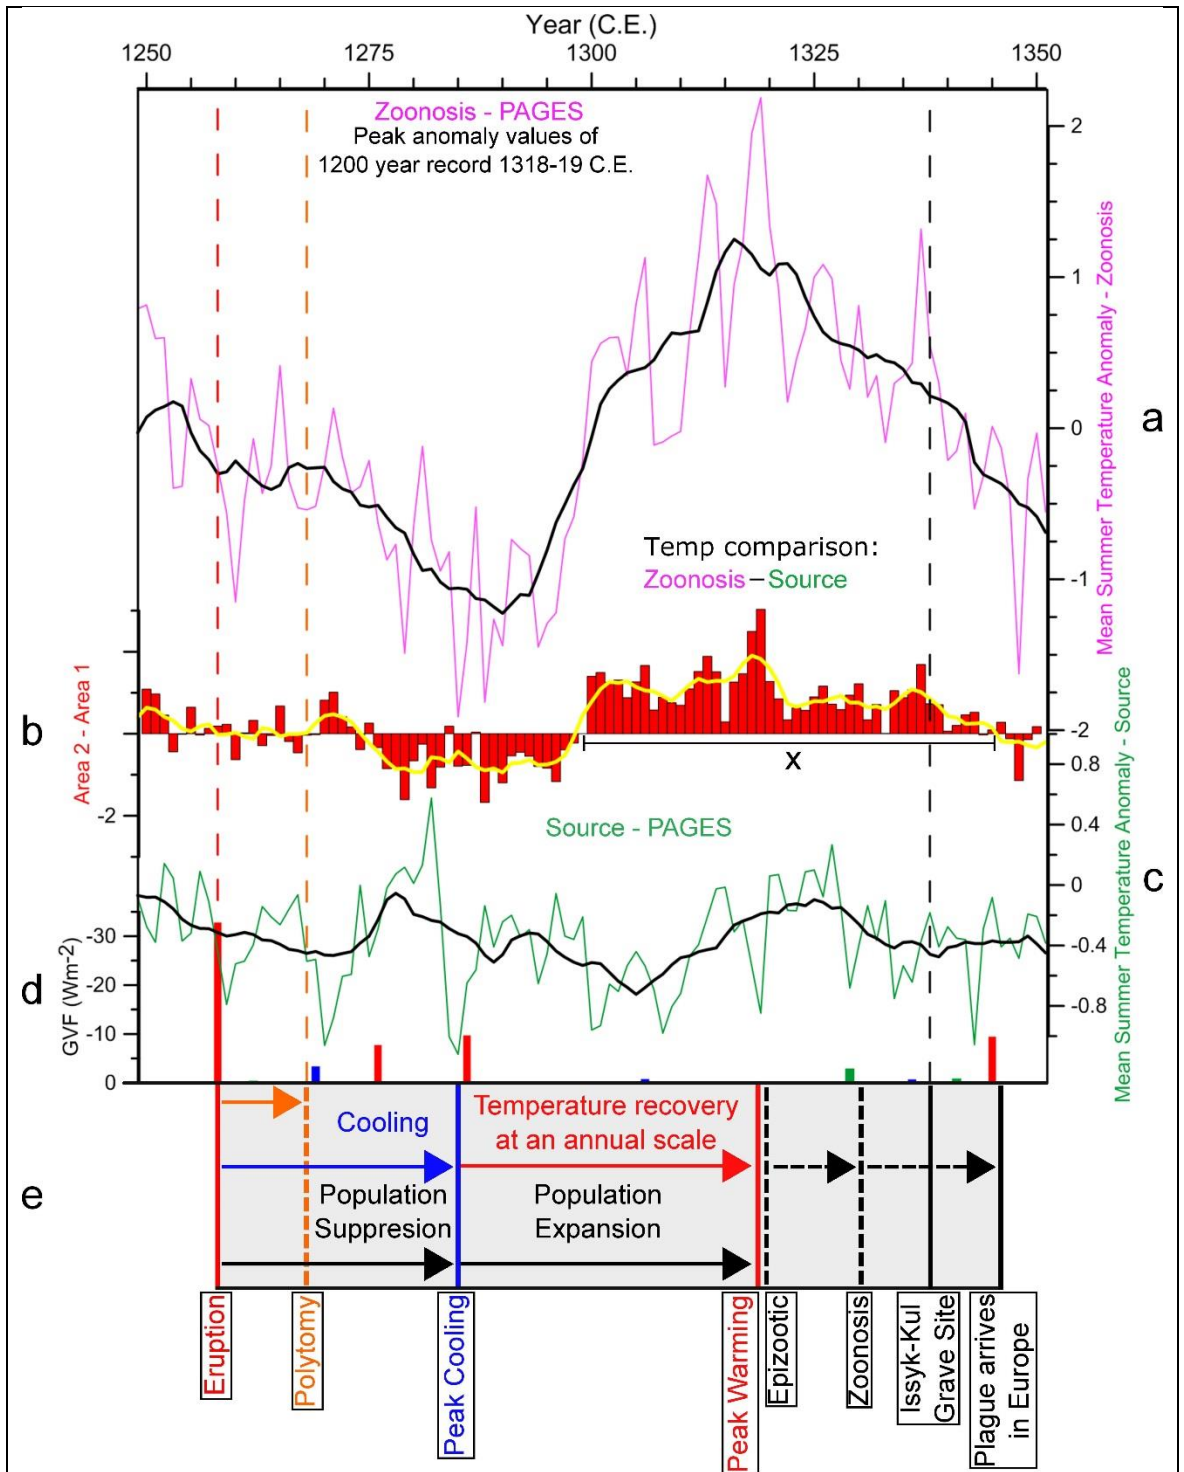 Year (C.E.)
1250 1275 1300 1325 1350
Zoonosis - PAGES
Peak anomaly values of
1200 year record 1318-19 C.E.
2
1
0
-1
-2
Mean Summer Temperature Anomaly - Zoonosis
a
Temp comparison:
Zoonosis – Source
b
Area 2 - Area 1
-2
x
0.8
0.4
0
-0.4
-0.8
Mean Summer Temperature Anomaly - Source
Source - PAGES
c
d
GVF (Wm-2)
-30
-20
-10
0
e
Cooling
Temperature recovery
at an annual scale
Population
Suppresion
Population
Expansion
Eruption
Polytomy
Peak Cooling
Peak Warming
Epizootic
Zoonosis
Issyk-Kul
Grave Site
Plague arrives
in Europe